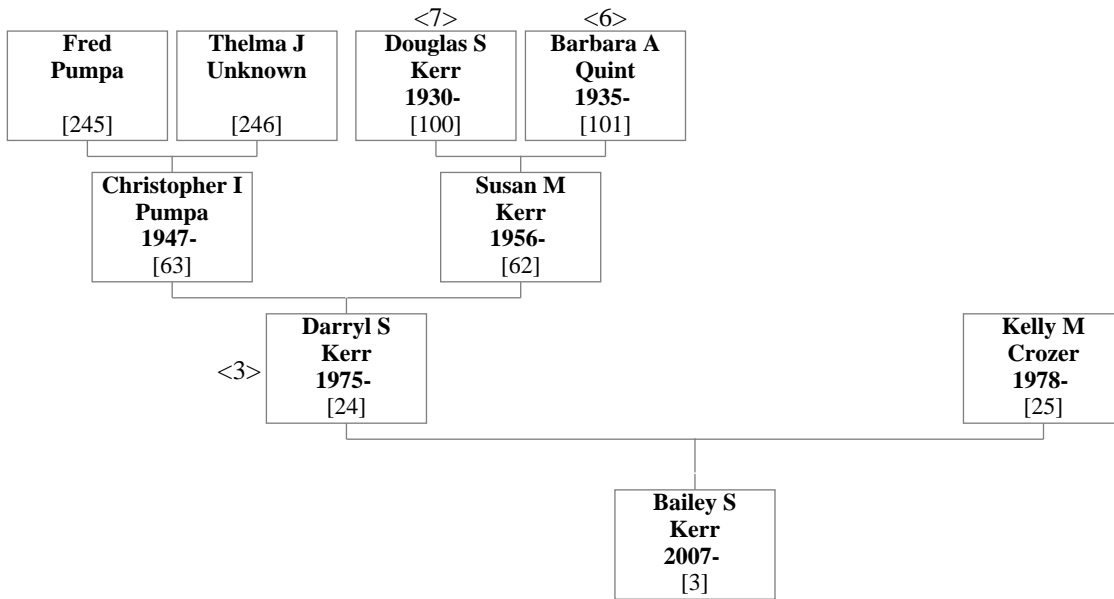 <7>
<6>
Fred
Pumpa
[245]
Thelma J
Unknown
[246]
Douglas S
Kerr
1930-
[100]
Barbara A
Quint
1935-
[101]
Christopher I
Pumpa
1947-
[63]
Susan M
Kerr
1956-
[62]
<3>
Darryl S
Kerr
1975-
[24]
Kelly M
Crozer
1978-
[25]
Bailey S
Kerr
2007-
[3]